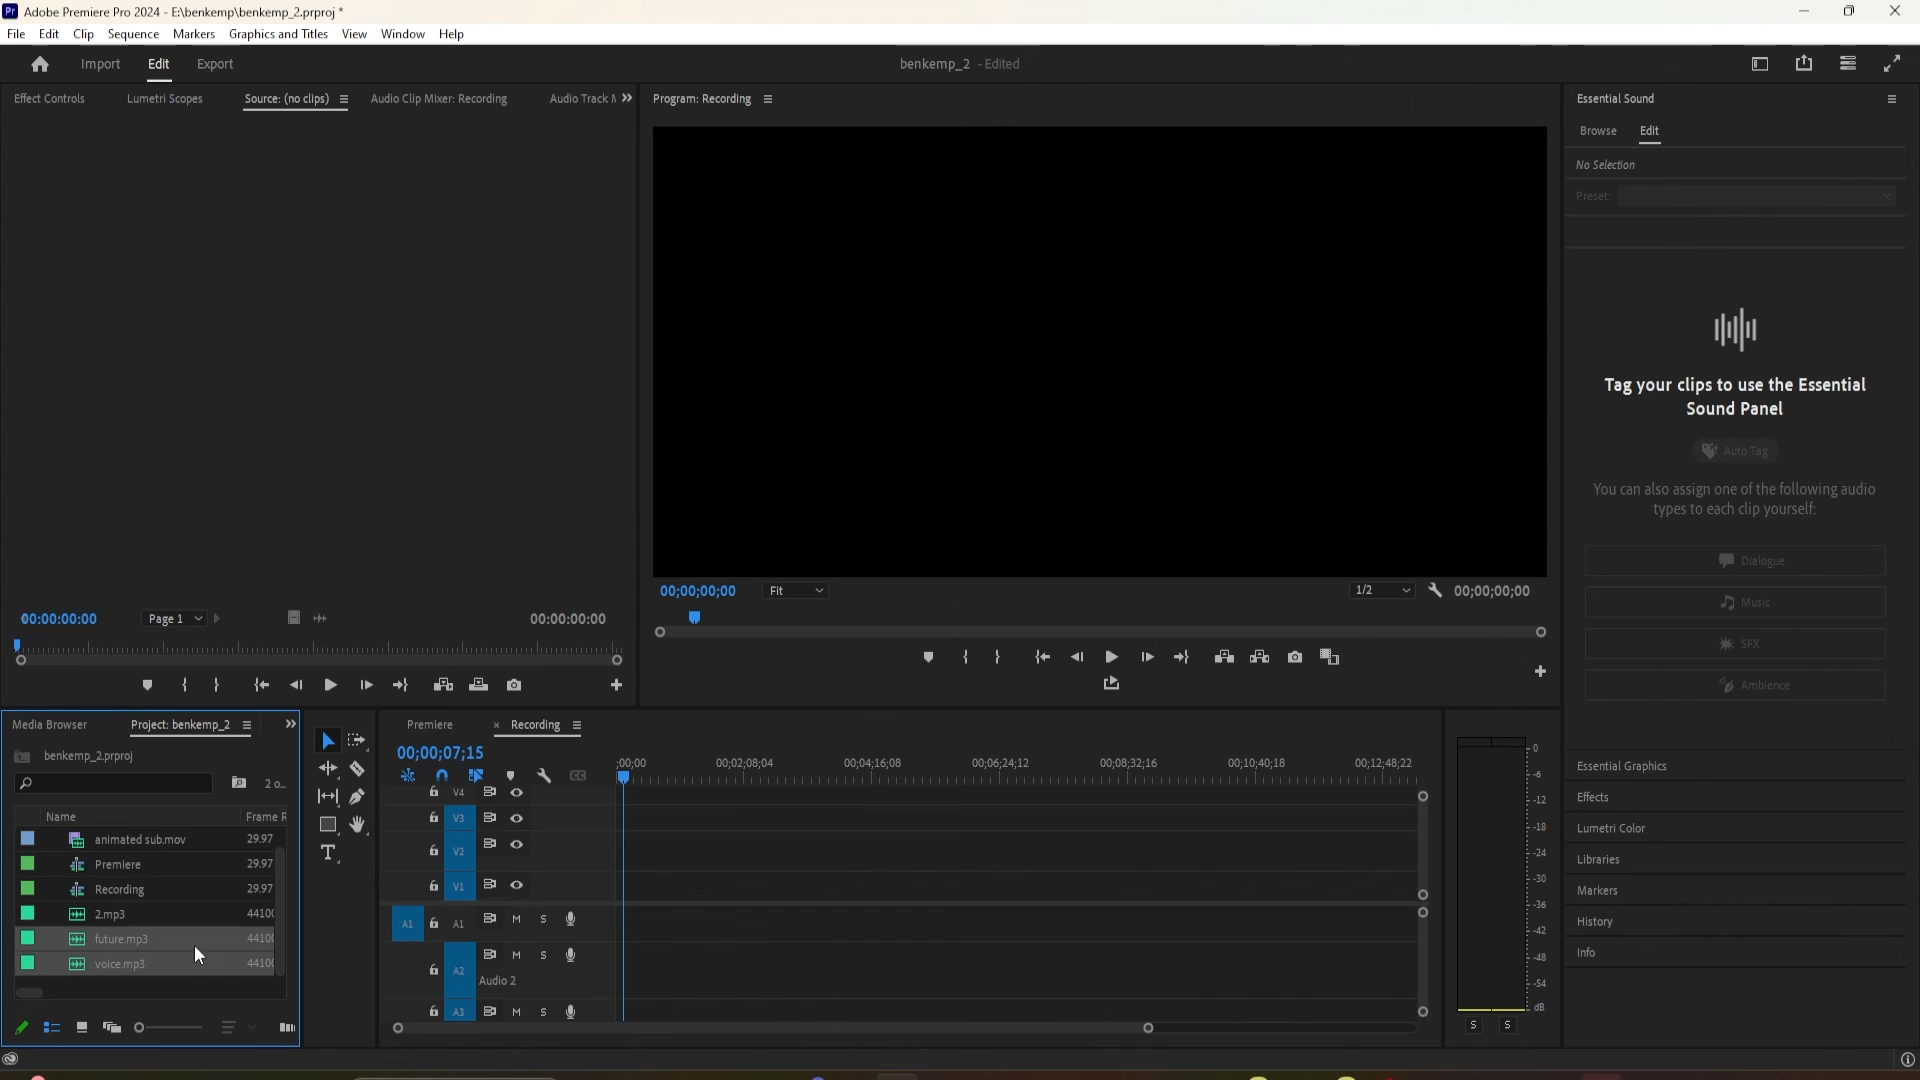 Pr Adobe Premiere Pro 2024 - E:\benkemp\benkemp_2.prproj *
File Edit Clip Sequence Markers Graphics and Titles View Window Help
Import Edit Export
benkemp_2 - Edited
Effect Controls Lumetri Scopes Source: (no clips) Audio Clip Mixer: Recording Audio Track
Program: Recording
Essential Sound
Browse Edit
No Selection
Preset:
Tag your clips to use the Essential
Sound Panel
Auto Tag
You can also assign one of the following audio
types to each clip yourself:
Dialogue
Music
SFX
Ambience
00;00;00;00 Fit 1/2 00;00;00;00
00:00:00:00 Page 1 00:00:00:00
Media Browser Project: benkemp_2
benkemp_2.prproj
2 o...
Name Frame R
animated sub.mov 29.97
Premiere 29.97
Recording 29.97
2.mp3 4410
future.mp3 4410
voice.mp3 4410
Premiere × Recording
00;00;07;15
;00;00 00;02;08;04 00;04;16;08 00;06;24;12 00;08;32;16 00;10;40;18 00;12;48;22
V4
V3
V2
V1
A1 A1 M S
A2 M S
Audio 2
A3 M S
0
-6
-12
-18
-24
-30
-36
-42
-48
-54
dB
S S
Essential Graphics
Effects
Lumetri Color
Libraries
Markers
History
Info